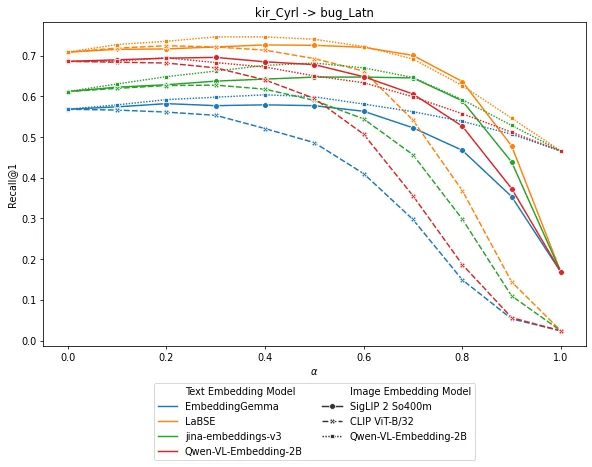 kir_Cyrl -> bug_Latn
Recall@1
0.7
0.6
0.5
0.4
0.3
0.2
0.1
0.0
0.0 0.2 0.4 0.6 0.8 1.0
α
Text Embedding Model
EmbeddingGemma
LaBSE
jina-embeddings-v3
Qwen-VL-Embedding-2B
Image Embedding Model
SigLIP 2 So400m
CLIP ViT-B/32
Qwen-VL-Embedding-2B